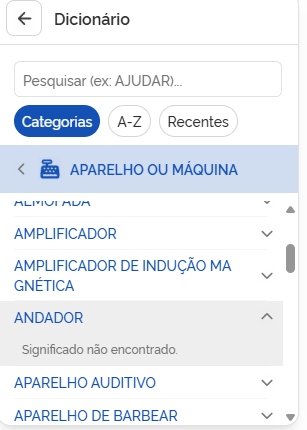 Dicionário
Pesquisar (ex: AJUDAR)...
Categorias
A-Z
Recentes
APARELHO OU MÁQUINA
ALMOFADA
AMPLIFICADOR
AMPLIFICADOR DE INDUÇÃO MA
GNÉTICA
ANDADOR
Significado não encontrado.
APARELHO AUDITIVO
APARELHO DE BARBEAR